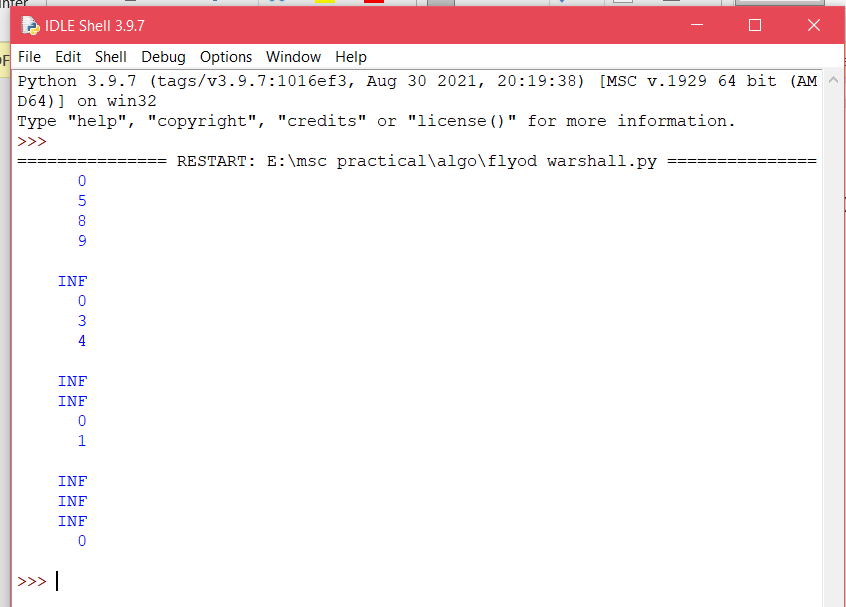 IDLE Shell 3.9.7
File Edit Shell Debug Options Window Help
Python 3.9.7 (tags/v3.9.7:1016ef3, Aug 30 2021, 20:19:38) [MSC v.1929 64 bit (AM
D64)] on win32
Type "help", "copyright", "credits" or "license()" for more information.
>>>
=============== RESTART: E:\msc practical\algo\flyod warshall.py ===============
0
5
8
9
INF
0
3
4
INF
INF
0
1
INF
INF
INF
0
>>>